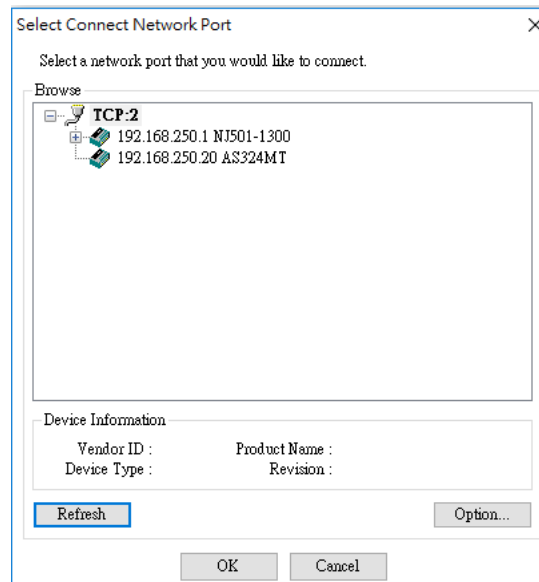 Select Connect Network Port
Select a network port that you would like to connect.
Browse
TCP:2
192.168.250.1 NJ501-1300
192.168.250.20 AS324MT
Device Information
Vendor ID : Product Name :
Device Type : Revision :
Refresh Option...
OK Cancel